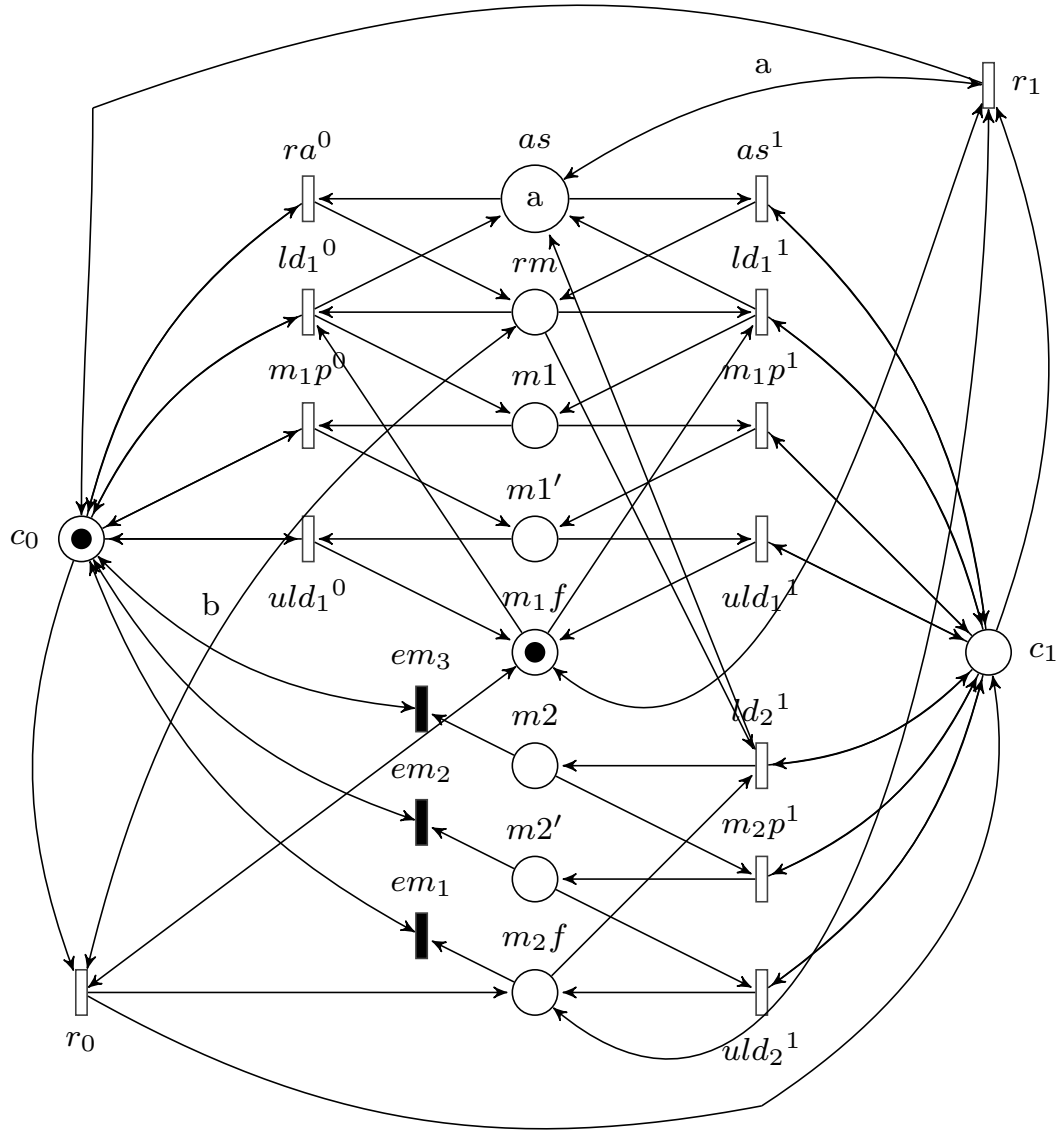 a
r₁
ra⁰
as
as¹
a
ld₁⁰
rm
ld₁¹
m₁p⁰
m1
m₁p¹
m1′
c₀
uld₁⁰
b
m₁f
uld₁¹
c₁
em₃
m2
ld₂¹
em₂
m2′
m₂p¹
em₁
m₂f
r₀
uld₂¹